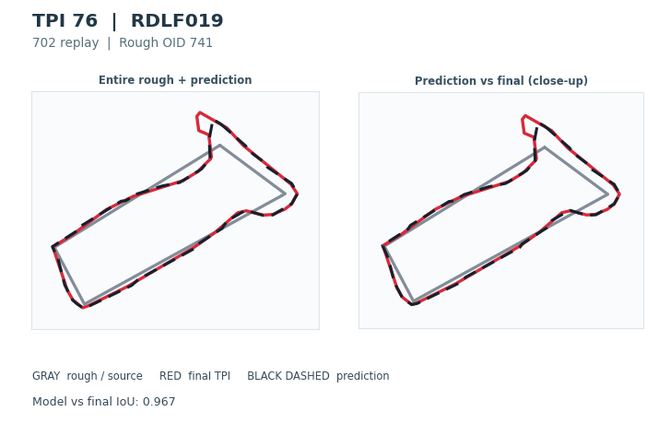 TPI 76 | RDLF019
702 replay | Rough OID 741
Entire rough + prediction
Prediction vs final (close-up)
GRAY rough / source RED final TPI BLACK DASHED prediction
Model vs final IoU: 0.967